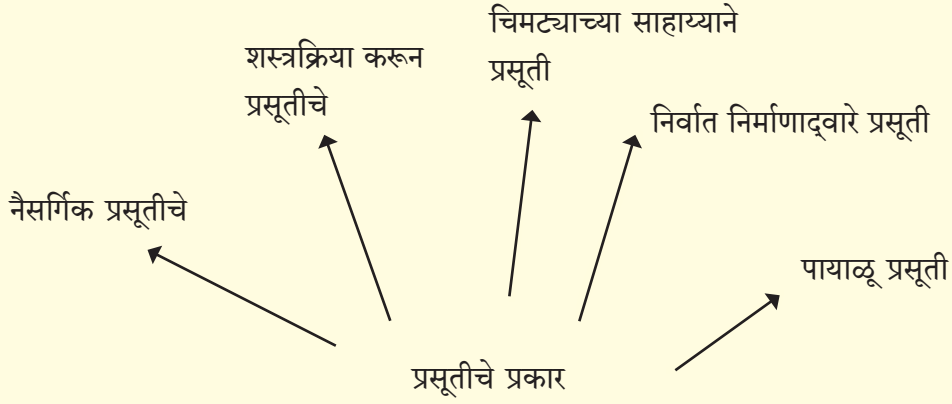 चिमट्याच्या साहाय्याने
प्रसूती
शस्त्रक्रिया करून
प्रसूतीचे
निर्वात निर्माणाद्‌वारे प्रसूती
नैसर्गिक प्रसूतीचे
पायाळू प्रसूती
प्रसूतीचे प्रकार